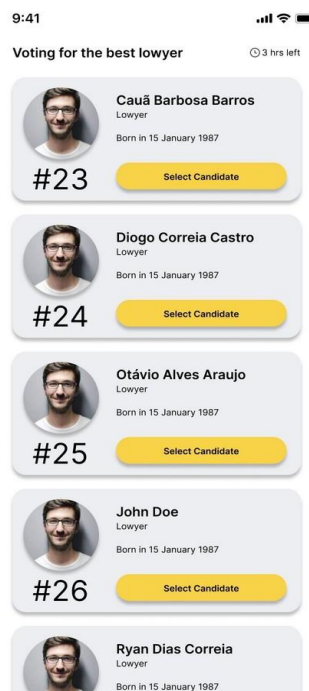 9:41
Voting for the best lowyer
3 hrs left
Cauã Barbosa Barros
Lowyer
Born in 15 January 1987
#23
Select Candidate
Diogo Correia Castro
Lowyer
Born in 15 January 1987
#24
Select Candidate
Otávio Alves Araujo
Lowyer
Born in 15 January 1987
#25
Select Candidate
John Doe
Lowyer
Born in 15 January 1987
#26
Select Candidate
Ryan Dias Correia
Lowyer
Born in 15 January 1987